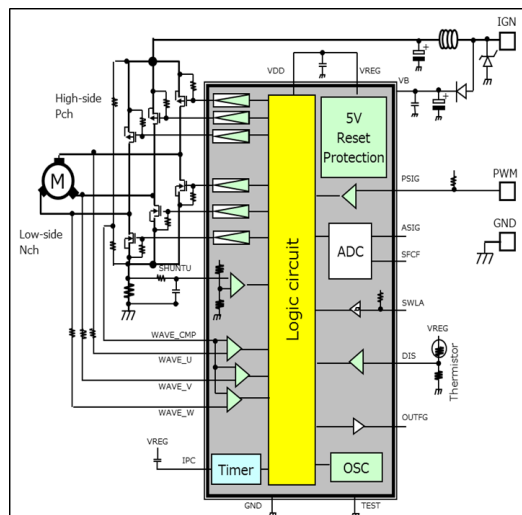 IGN
VDD
VREG
VB
High-side
Pch
5V
Reset
Protection
PSIG
PWM
M
Low-side
Nch
ASIG
GND
ADC
SFCF
SHUNTU
Logic circuit
SWLA
VREG
WAVE_CMP
DIS
WAVE_U
Thermistor
WAVE_V
WAVE_W
OUTFG
VREG
IPC
Timer
OSC
GND
TEST